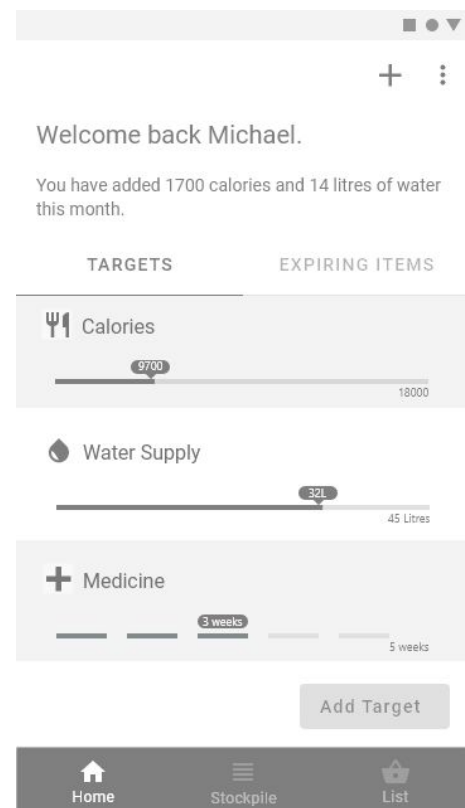 Welcome back Michael.
You have added 1700 calories and 14 litres of water
this month.
TARGETS EXPIRING ITEMS
Calories
9700
18000
Water Supply
32L
45 Litres
Medicine
3 weeks
5 weeks
Add Target
Home Stockpile List